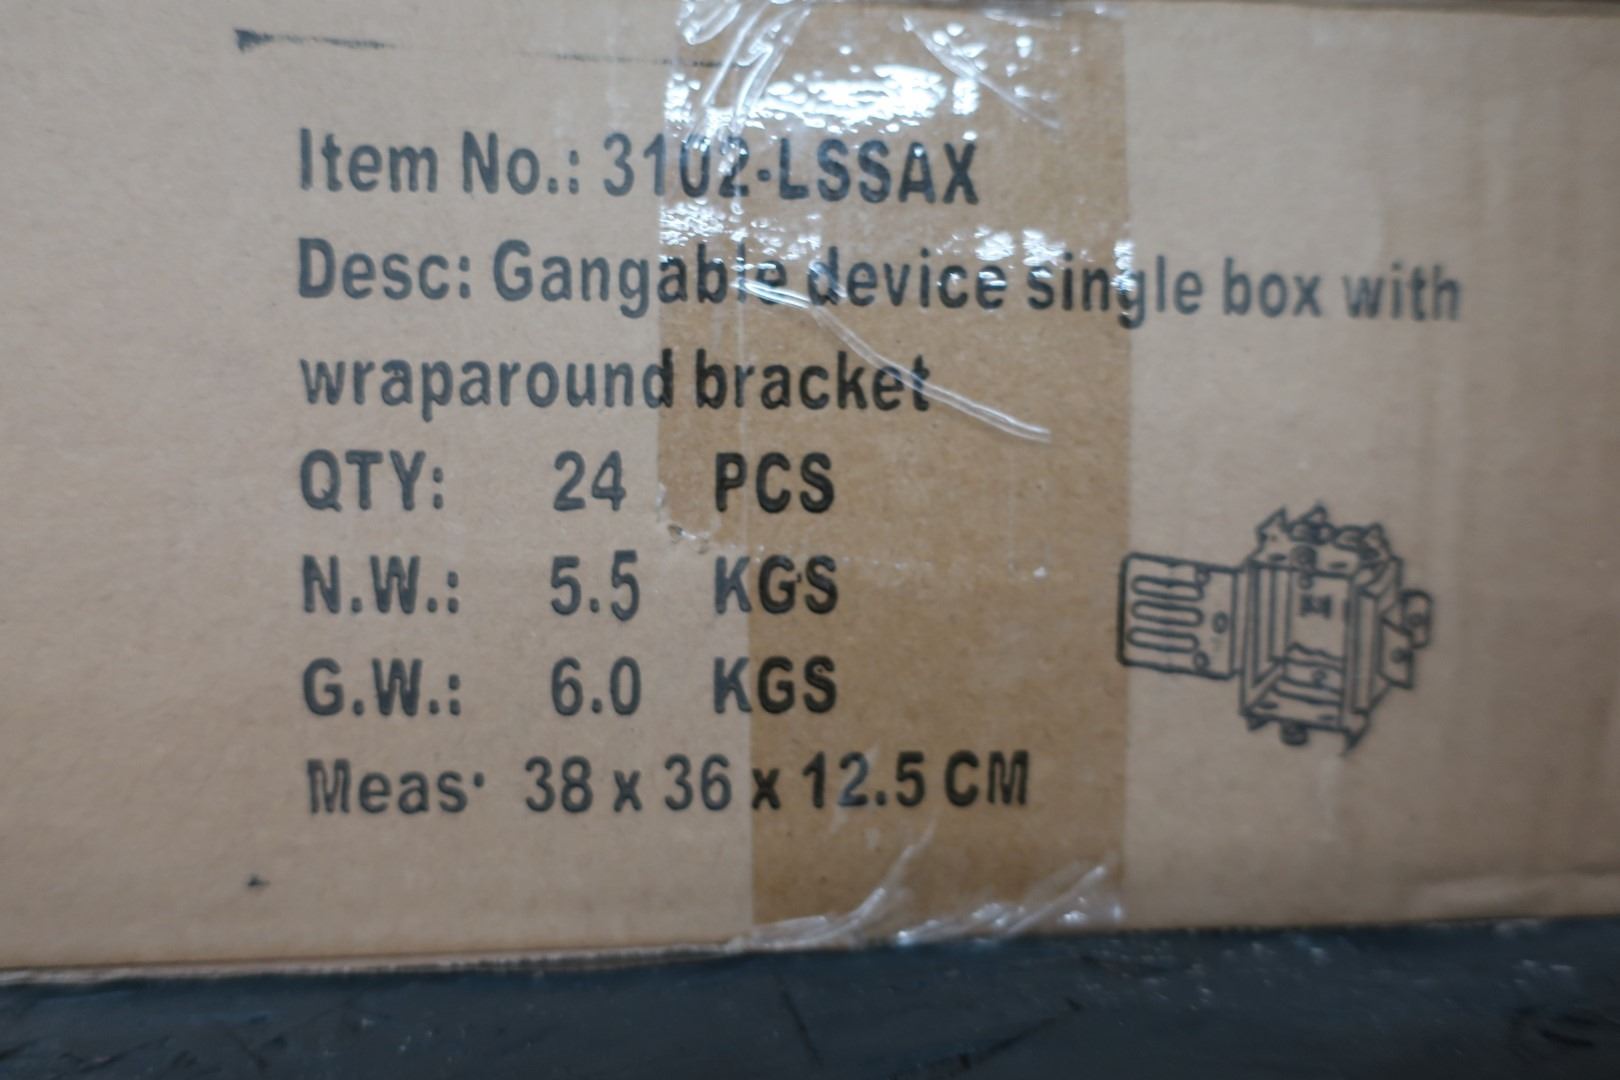 Item No.: 3102-LSSAX
Desc: Gangable device single box with
wraparound bracket
QTY: 24 PCS
N.W.: 5.5 KGS
G.W.: 6.0 KGS
Meas: 38 x 36 x 12.5 CM